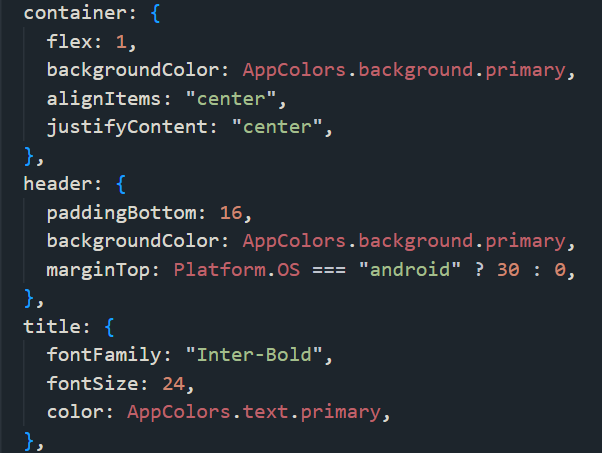 container: {
  flex: 1,
  backgroundColor: AppColors.background.primary,
  alignItems: "center",
  justifyContent: "center",
},
header: {
  paddingBottom: 16,
  backgroundColor: AppColors.background.primary,
  marginTop: Platform.OS === "android" ? 30 : 0,
},
title: {
  fontFamily: "Inter-Bold",
  fontSize: 24,
  color: AppColors.text.primary,
},